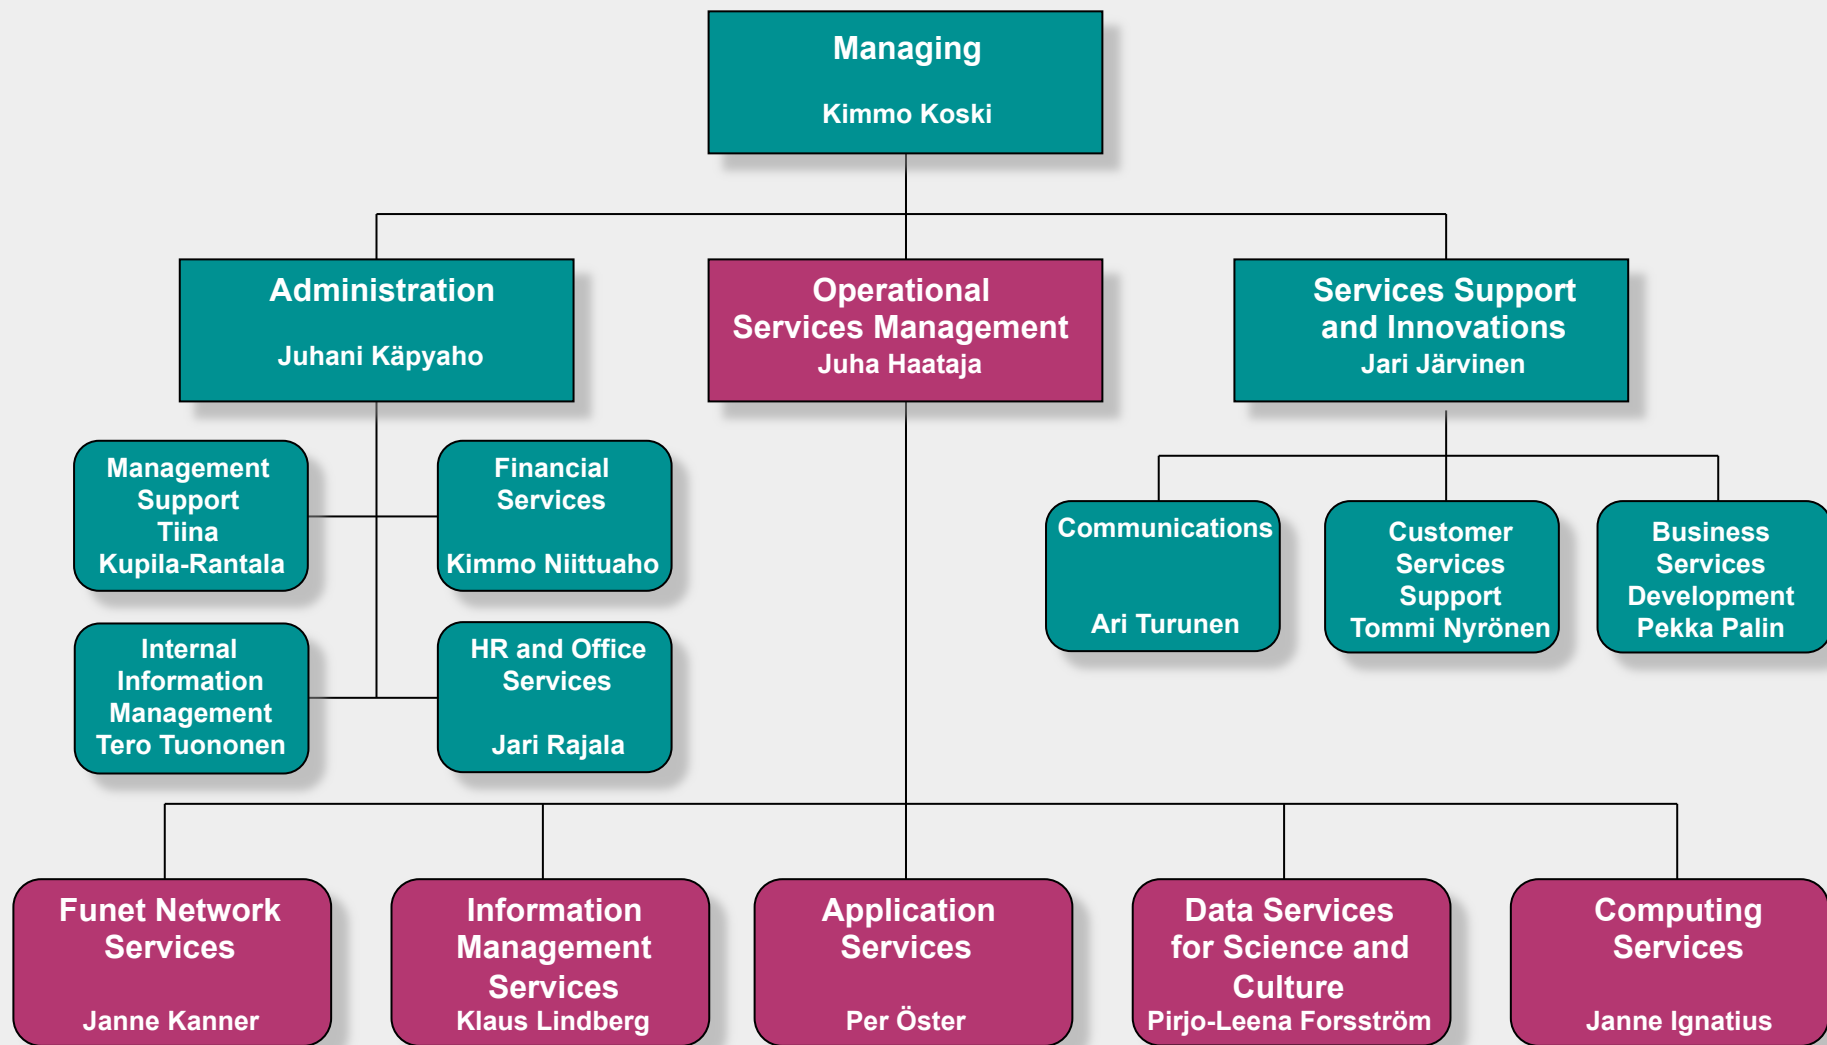 Managing
Kimmo Koski
Administration
Juhani Käpyaho
Operational
Services Management
Juha Haataja
Services Support
and Innovations
Jari Järvinen
Management
Support
Tiina
Kupila-Rantala
Financial
Services
Kimmo Niittuaho
Internal
Information
Management
Tero Tuononen
HR and Office
Services
Jari Rajala
Communications
Ari Turunen
Customer
Services
Support
Tommi Nyrönen
Business
Services
Development
Pekka Palin
Funet Network
Services
Janne Kanner
Information
Management
Services
Klaus Lindberg
Application
Services
Per Öster
Data Services
for Science and
Culture
Pirjo-Leena Forsström
Computing
Services
Janne Ignatius